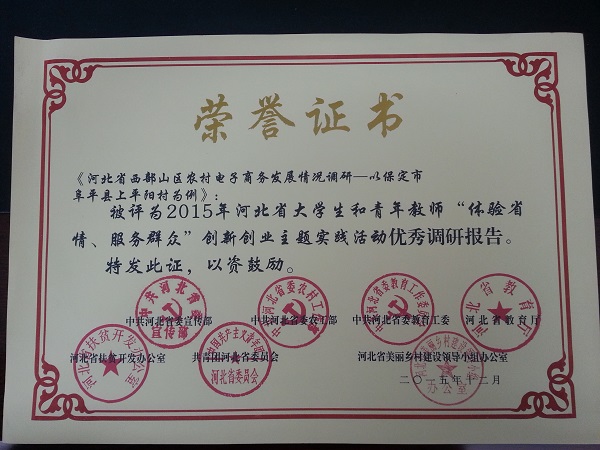 荣誉证书
《河北省西部山区农村电子商务发展情况调研—以保定市
阜平县上平阳村为例》:
被评为2015年河北省大学生和青年教师“体验省
情、服务群众”创新创业主题实践活动优秀调研报告。
特发此证，以资鼓励。
中共河北省委宣传部 中共河北省委农工部 中共河北省委教育工委 河北省教育厅
河北省扶贫开发办公室 共青团河北省委员会 河北省美丽乡村建设领导小组办公室
二〇一五年十二月